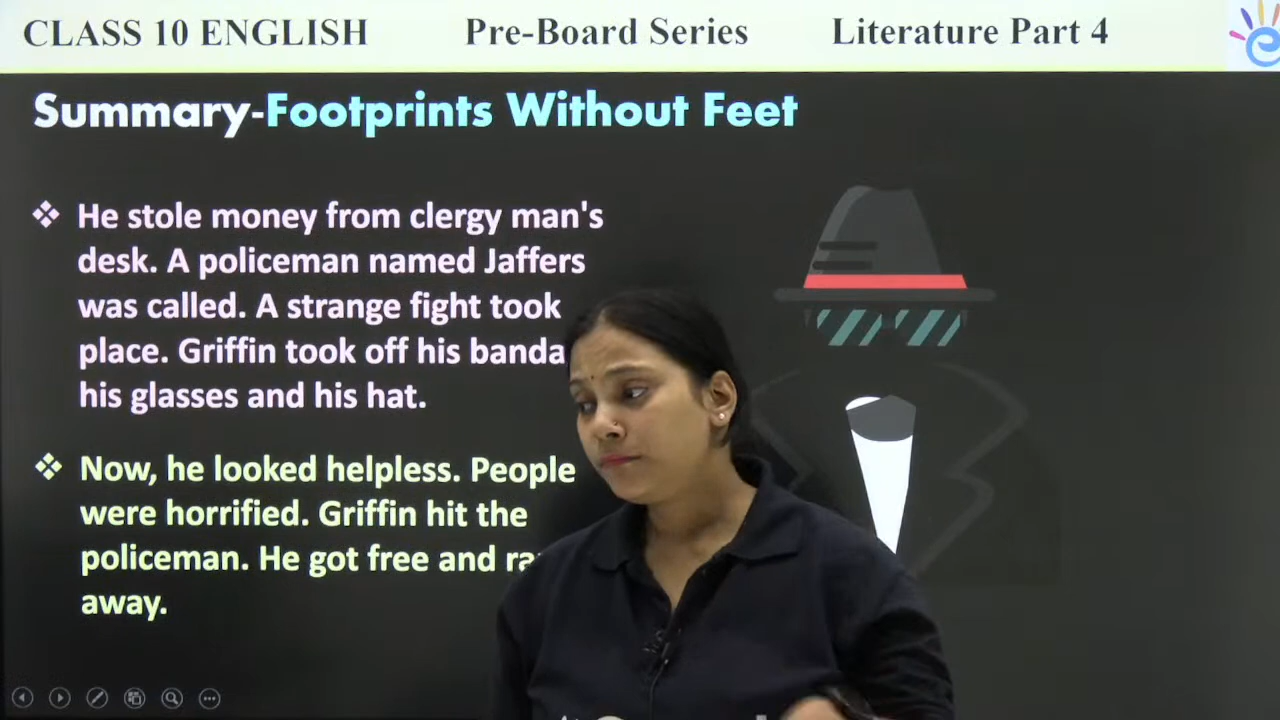 CLASS 10 ENGLISH Pre-Board Series Literature Part 4
Summary-Footprints Without Feet
❖ He stole money from clergy man's
desk. A policeman named Jaffers
was called. A strange fight took
place. Griffin took off his
his glasses and his hat.
❖ Now, he looked helpless. People
were horrified. Griffin hit the
policeman. He got free and
away.